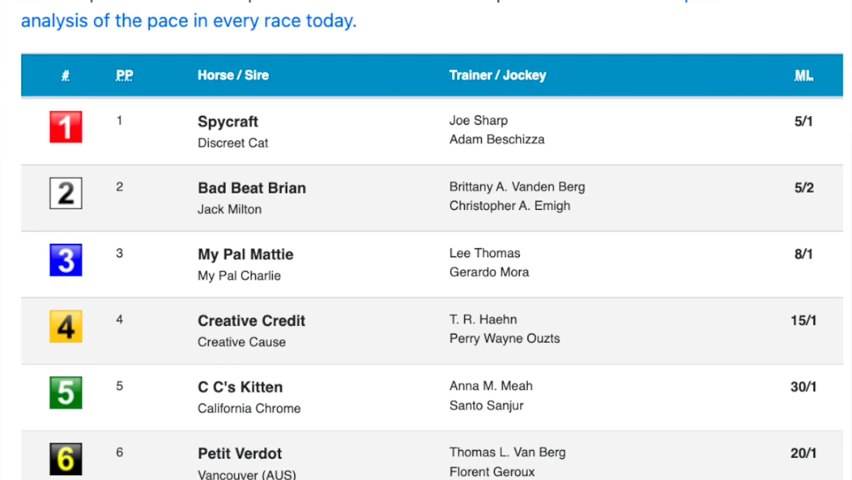 analysis of the pace in every race today.
# PP Horse / Sire Trainer / Jockey ML
1 1 Spycraft Joe Sharp 5/1
Discreet Cat Adam Beschizza
2 2 Bad Beat Brian Brittany A. Vanden Berg 5/2
Jack Milton Christopher A. Emigh
3 3 My Pal Mattie Lee Thomas 8/1
My Pal Charlie Gerardo Mora
4 4 Creative Credit T. R. Haehn 15/1
Creative Cause Perry Wayne Ouzts
5 5 C C's Kitten Anna M. Meah 30/1
California Chrome Santo Sanjur
6 6 Petit Verdot Thomas L. Van Berg 20/1
Vancouver (AUS) Florent Geroux